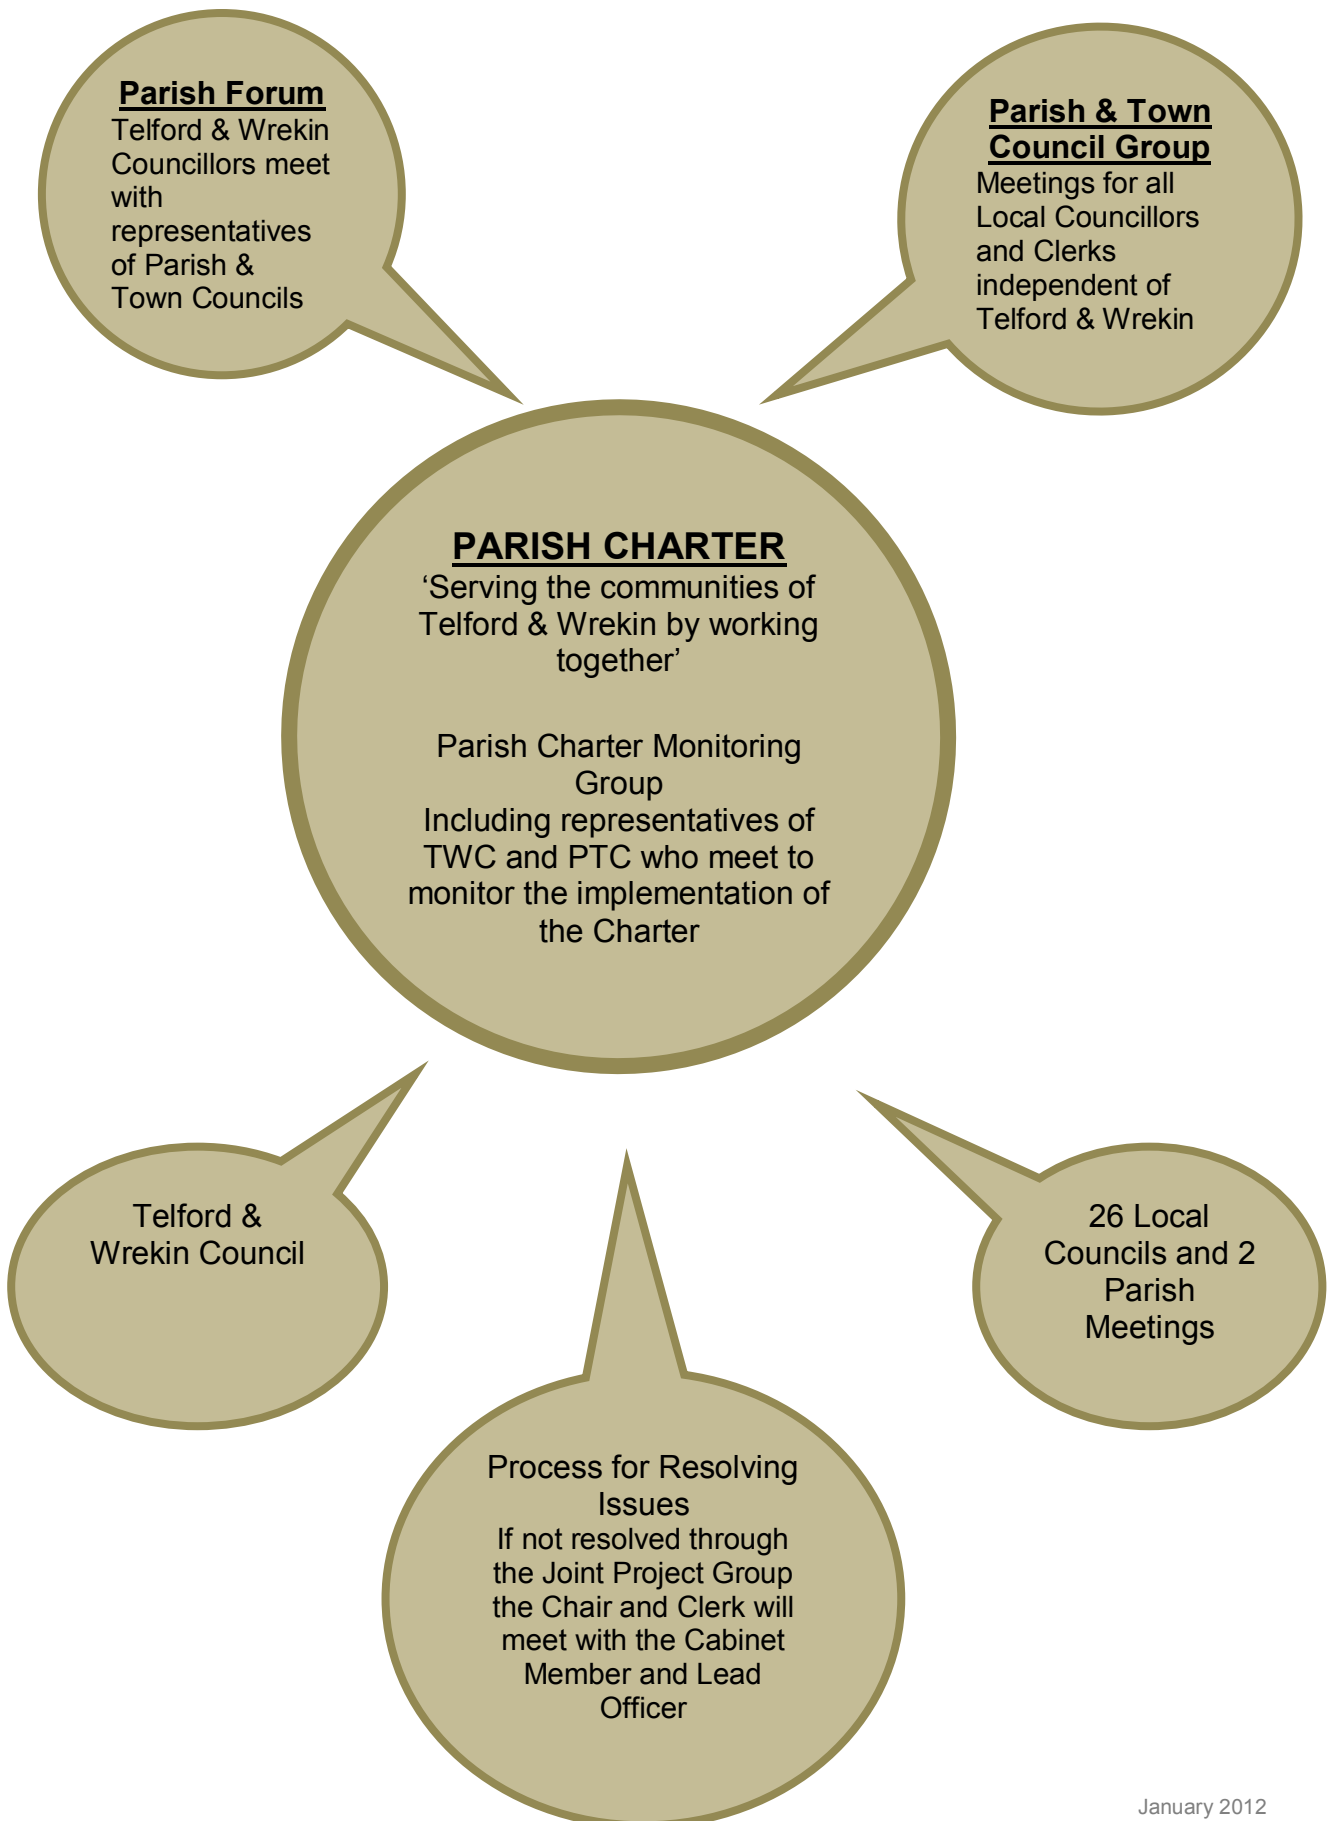 Parish Forum
Telford & Wrekin
Councillors meet
with
representatives
of Parish &
Town Councils
Parish & Town
Council Group
Meetings for all
Local Councillors
and Clerks
independent of
Telford & Wrekin
PARISH CHARTER
‘Serving the communities of
Telford & Wrekin by working
together’
Parish Charter Monitoring
Group
Including representatives of
TWC and PTC who meet to
monitor the implementation of
the Charter
Telford &
Wrekin Council
26 Local
Councils and 2
Parish
Meetings
Process for Resolving
Issues
If not resolved through
the Joint Project Group
the Chair and Clerk will
meet with the Cabinet
Member and Lead
Officer
January 2012